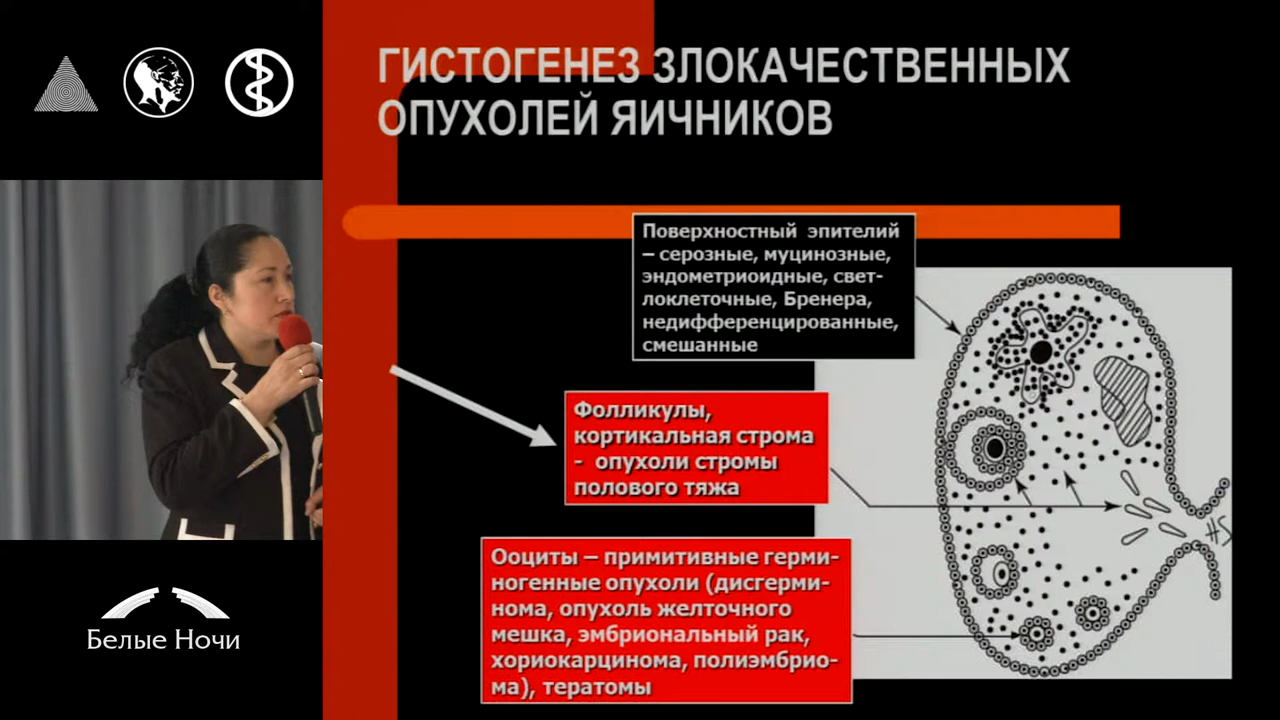 ГИСТОГЕНЕЗ ЗЛОКАЧЕСТВЕННЫХ
ОПУХОЛЕЙ ЯИЧНИКОВ
Поверхностный эпителий
– серозные, муцинозные,
эндометриоидные, свет-
локлеточные, Бренера,
недифференцированные,
смешанные
Фолликулы,
кортикальная строма
- опухоли стромы
полового тяжа
Ооциты – примитивные герми-
ногенные опухоли (дисгерми-
нома, опухоль желточного
мешка, эмбриональный рак,
хориокарцинома, полиэмбрио-
ма), тератомы
Белые Ночи